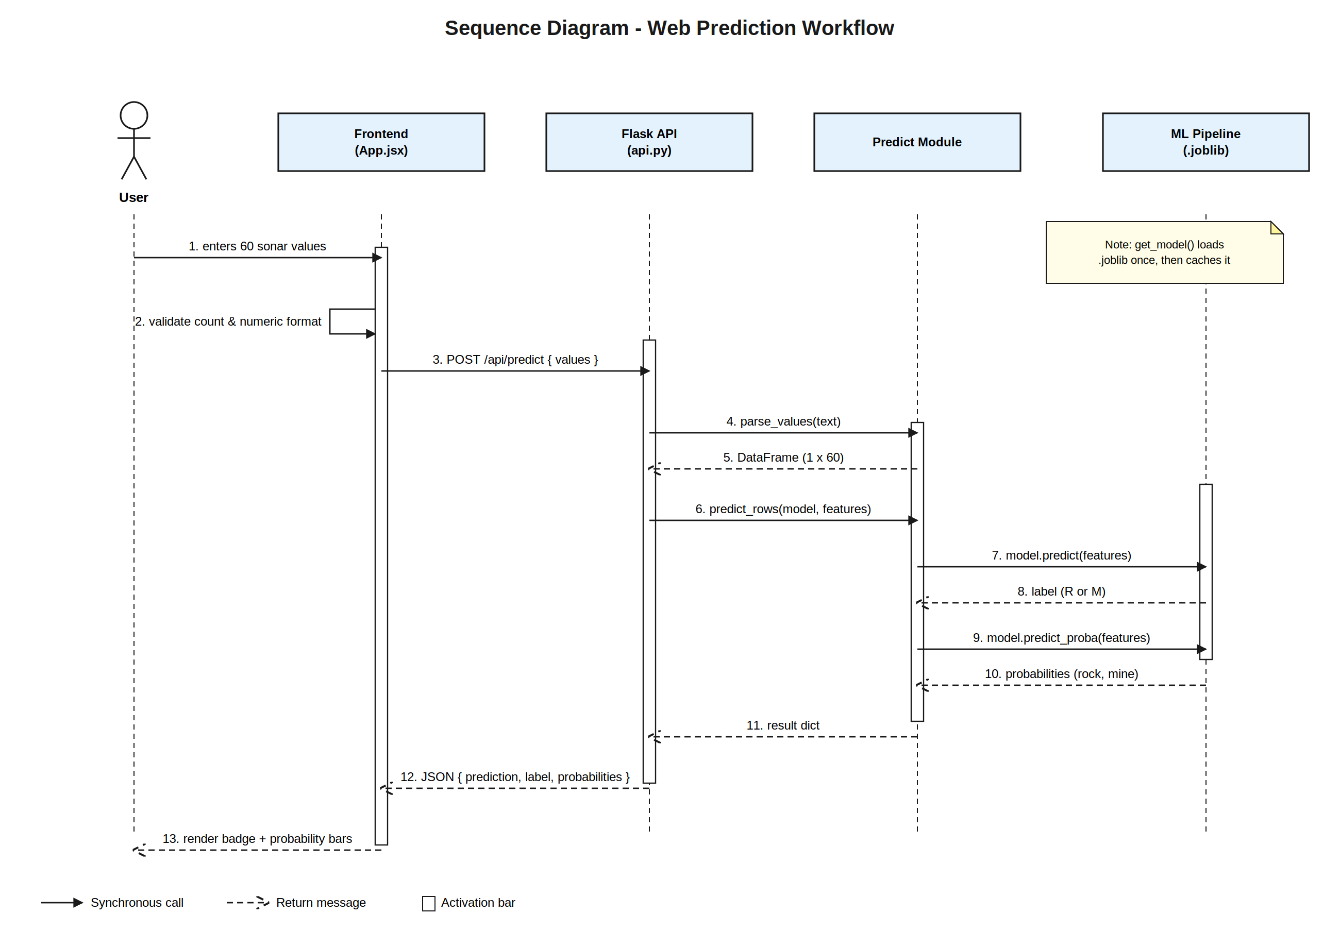 Sequence Diagram - Web Prediction Workflow
Frontend
(App.jsx)
Flask API
(api.py)
Predict Module
ML Pipeline
(.joblib)
User
Note: get_model() loads
.joblib once, then caches it
1. enters 60 sonar values
2. validate count & numeric format
3. POST /api/predict { values }
4. parse_values(text)
5. DataFrame (1 x 60)
6. predict_rows(model, features)
7. model.predict(features)
8. label (R or M)
9. model.predict_proba(features)
10. probabilities (rock, mine)
11. result dict
12. JSON { prediction, label, probabilities }
13. render badge + probability bars
Synchronous call
Return message
Activation bar